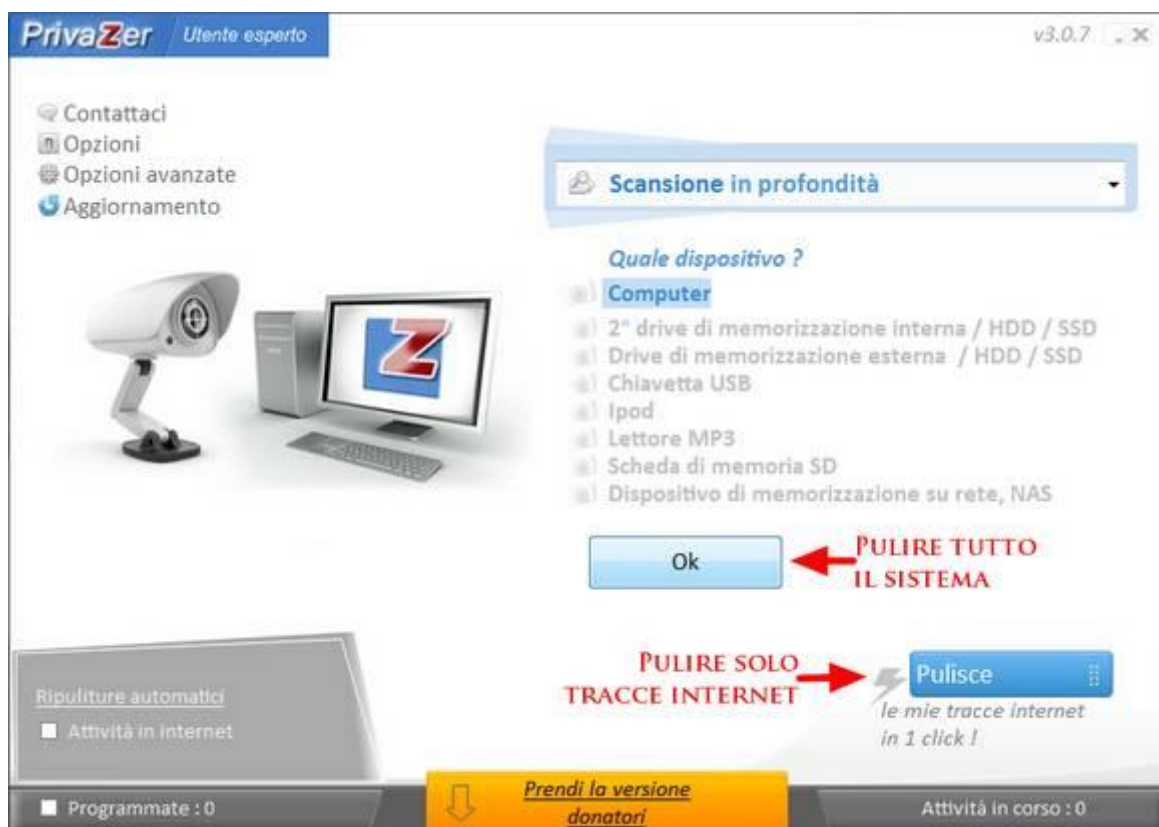 PrivaZer
Utente esperto
v3.0.7
Contattaci
Opzioni
Opzioni avanzate
Aggiornamento
Scansione in profondità
Quale dispositivo ?
Computer
2° drive di memorizzazione interna / HDD / SSD
Drive di memorizzazione esterna / HDD / SSD
Chiavetta USB
Ipod
Lettore MP3
Scheda di memoria SD
Dispositivo di memorizzazione su rete, NAS
Z
Ok
PULIRE TUTTO
IL SISTEMA
PULIRE SOLO
TRACCE INTERNET
Pulisce
le mie tracce internet
in 1 click !
Ripuliture automatici
Attività in internet
Programmate : 0
Prendi la versione
donatori
Attività in corso : 0